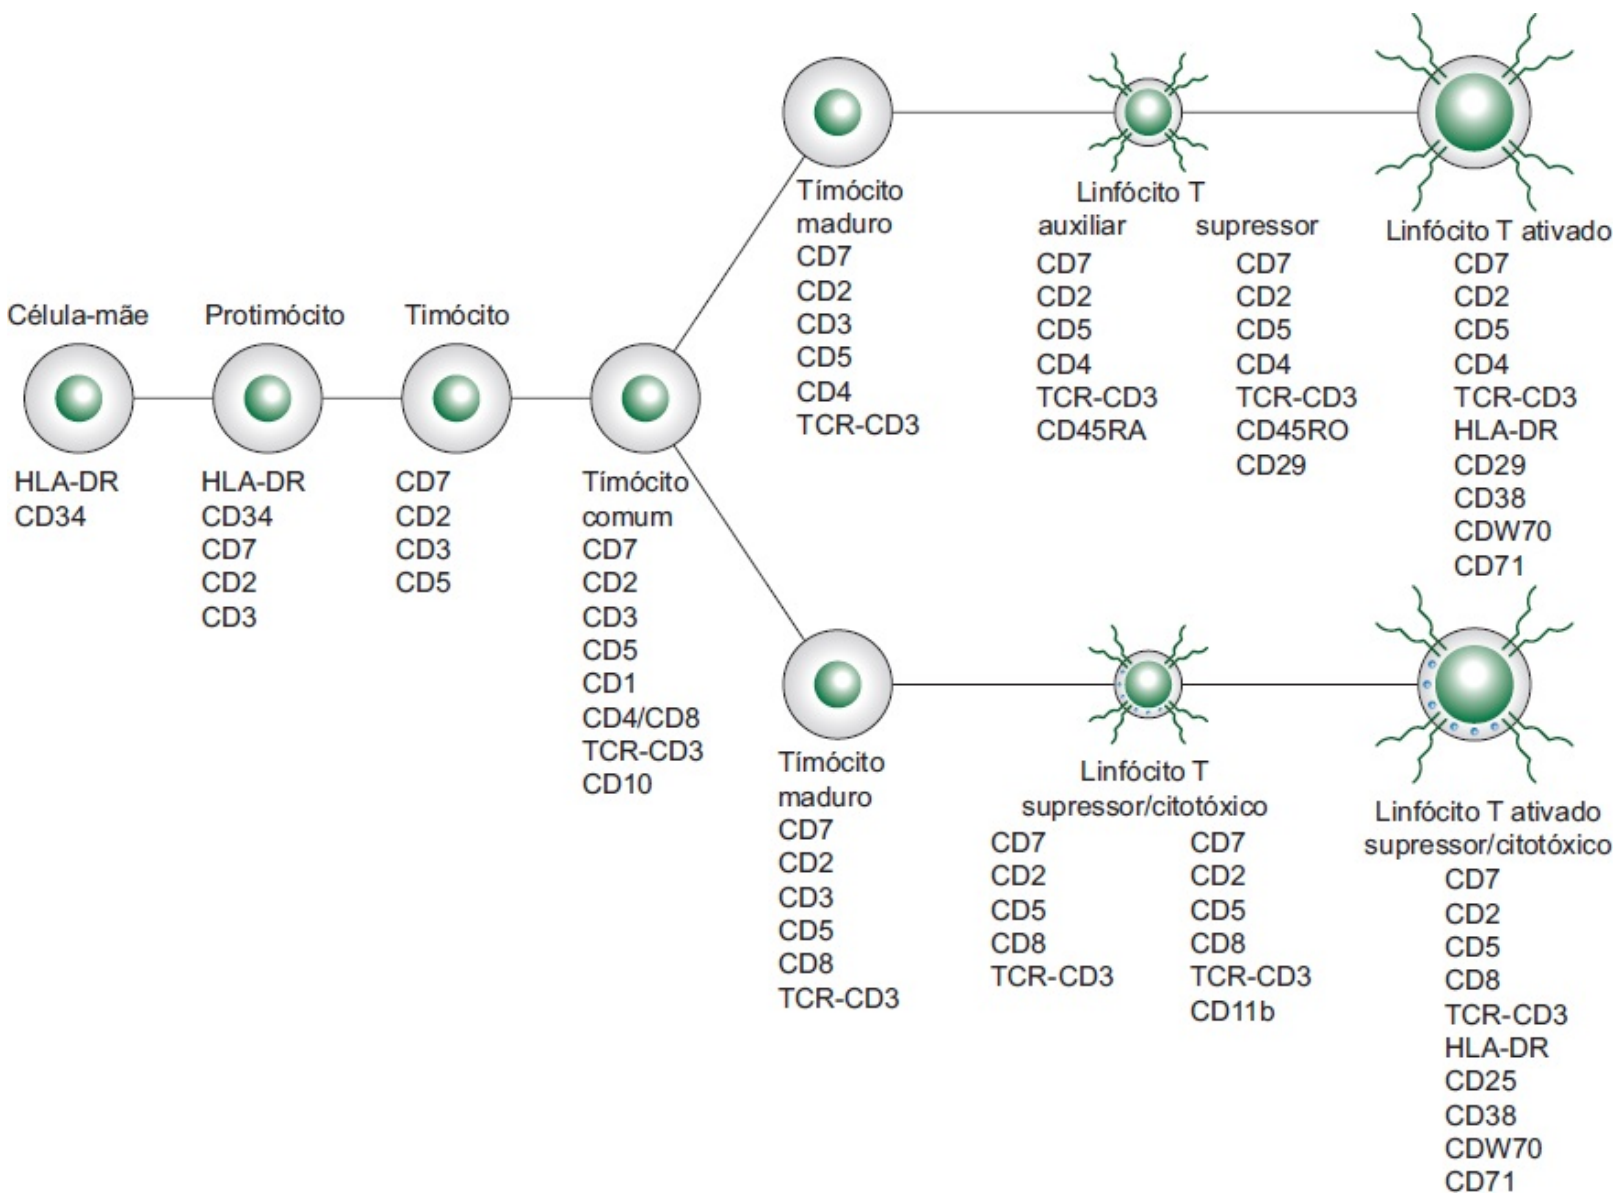 Célula-mãe
HLA-DR
CD34
Protimócito
HLA-DR
CD34
CD7
CD2
CD3
Timócito
CD7
CD2
CD3
CD5
Tímócito
comum
CD7
CD2
CD3
CD5
CD1
CD4/CD8
TCR-CD3
CD10
Tímócito
maduro
CD7
CD2
CD3
CD5
CD4
TCR-CD3
Linfócito T
auxiliar
CD7
CD2
CD5
CD4
TCR-CD3
CD45RA
supressor
CD7
CD2
CD5
CD4
TCR-CD3
CD45RO
CD29
Linfócito T ativado
CD7
CD2
CD5
CD4
TCR-CD3
HLA-DR
CD29
CD38
CDW70
CD71
Tímócito
maduro
CD7
CD2
CD3
CD5
CD8
TCR-CD3
Linfócito T
supressor/citotóxico
CD7
CD2
CD5
CD8
TCR-CD3
CD7
CD2
CD5
CD8
TCR-CD3
CD11b
Linfócito T ativado
supressor/citotóxico
CD7
CD2
CD5
CD8
TCR-CD3
HLA-DR
CD25
CD38
CDW70
CD71